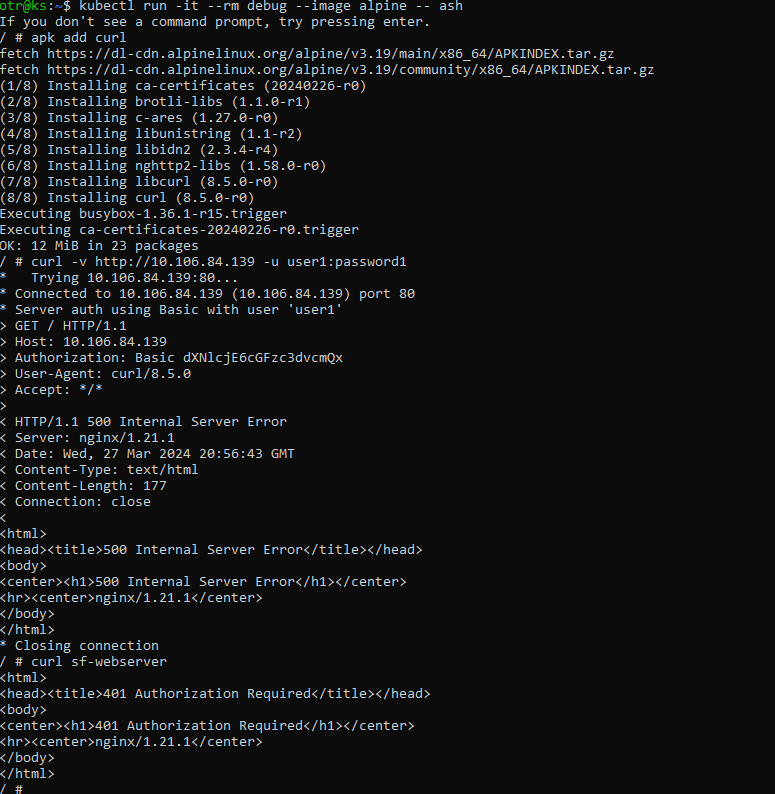 otr@ks:~$ kubectl run -it --rm debug --image alpine -- ash
If you don't see a command prompt, try pressing enter.
/ # apk add curl
fetch https://dl-cdn.alpinelinux.org/alpine/v3.19/main/x86_64/APKINDEX.tar.gz
fetch https://dl-cdn.alpinelinux.org/alpine/v3.19/community/x86_64/APKINDEX.tar.gz
(1/8) Installing ca-certificates (20240226-r0)
(2/8) Installing brotli-libs (1.1.0-r1)
(3/8) Installing c-ares (1.27.0-r0)
(4/8) Installing libunistring (1.1-r2)
(5/8) Installing libidn2 (2.3.4-r4)
(6/8) Installing nghttp2-libs (1.58.0-r0)
(7/8) Installing libcurl (8.5.0-r0)
(8/8) Installing curl (8.5.0-r0)
Executing busybox-1.36.1-r15.trigger
Executing ca-certificates-20240226-r0.trigger
OK: 12 MiB in 23 packages
/ # curl -v http://10.106.84.139 -u user1:password1
*   Trying 10.106.84.139:80...
* Connected to 10.106.84.139 (10.106.84.139) port 80
* Server auth using Basic with user 'user1'
> GET / HTTP/1.1
> Host: 10.106.84.139
> Authorization: Basic dXNlcjE6cGFzc3dvcmQx
> User-Agent: curl/8.5.0
> Accept: */*
>
< HTTP/1.1 500 Internal Server Error
< Server: nginx/1.21.1
< Date: Wed, 27 Mar 2024 20:56:43 GMT
< Content-Type: text/html
< Content-Length: 177
< Connection: close
<
<html>
<head><title>500 Internal Server Error</title></head>
<body>
<center><h1>500 Internal Server Error</h1></center>
<hr><center>nginx/1.21.1</center>
</body>
</html>
* Closing connection
/ # curl sf-webserver
<html>
<head><title>401 Authorization Required</title></head>
<body>
<center><h1>401 Authorization Required</h1></center>
<hr><center>nginx/1.21.1</center>
</body>
</html>
/ #